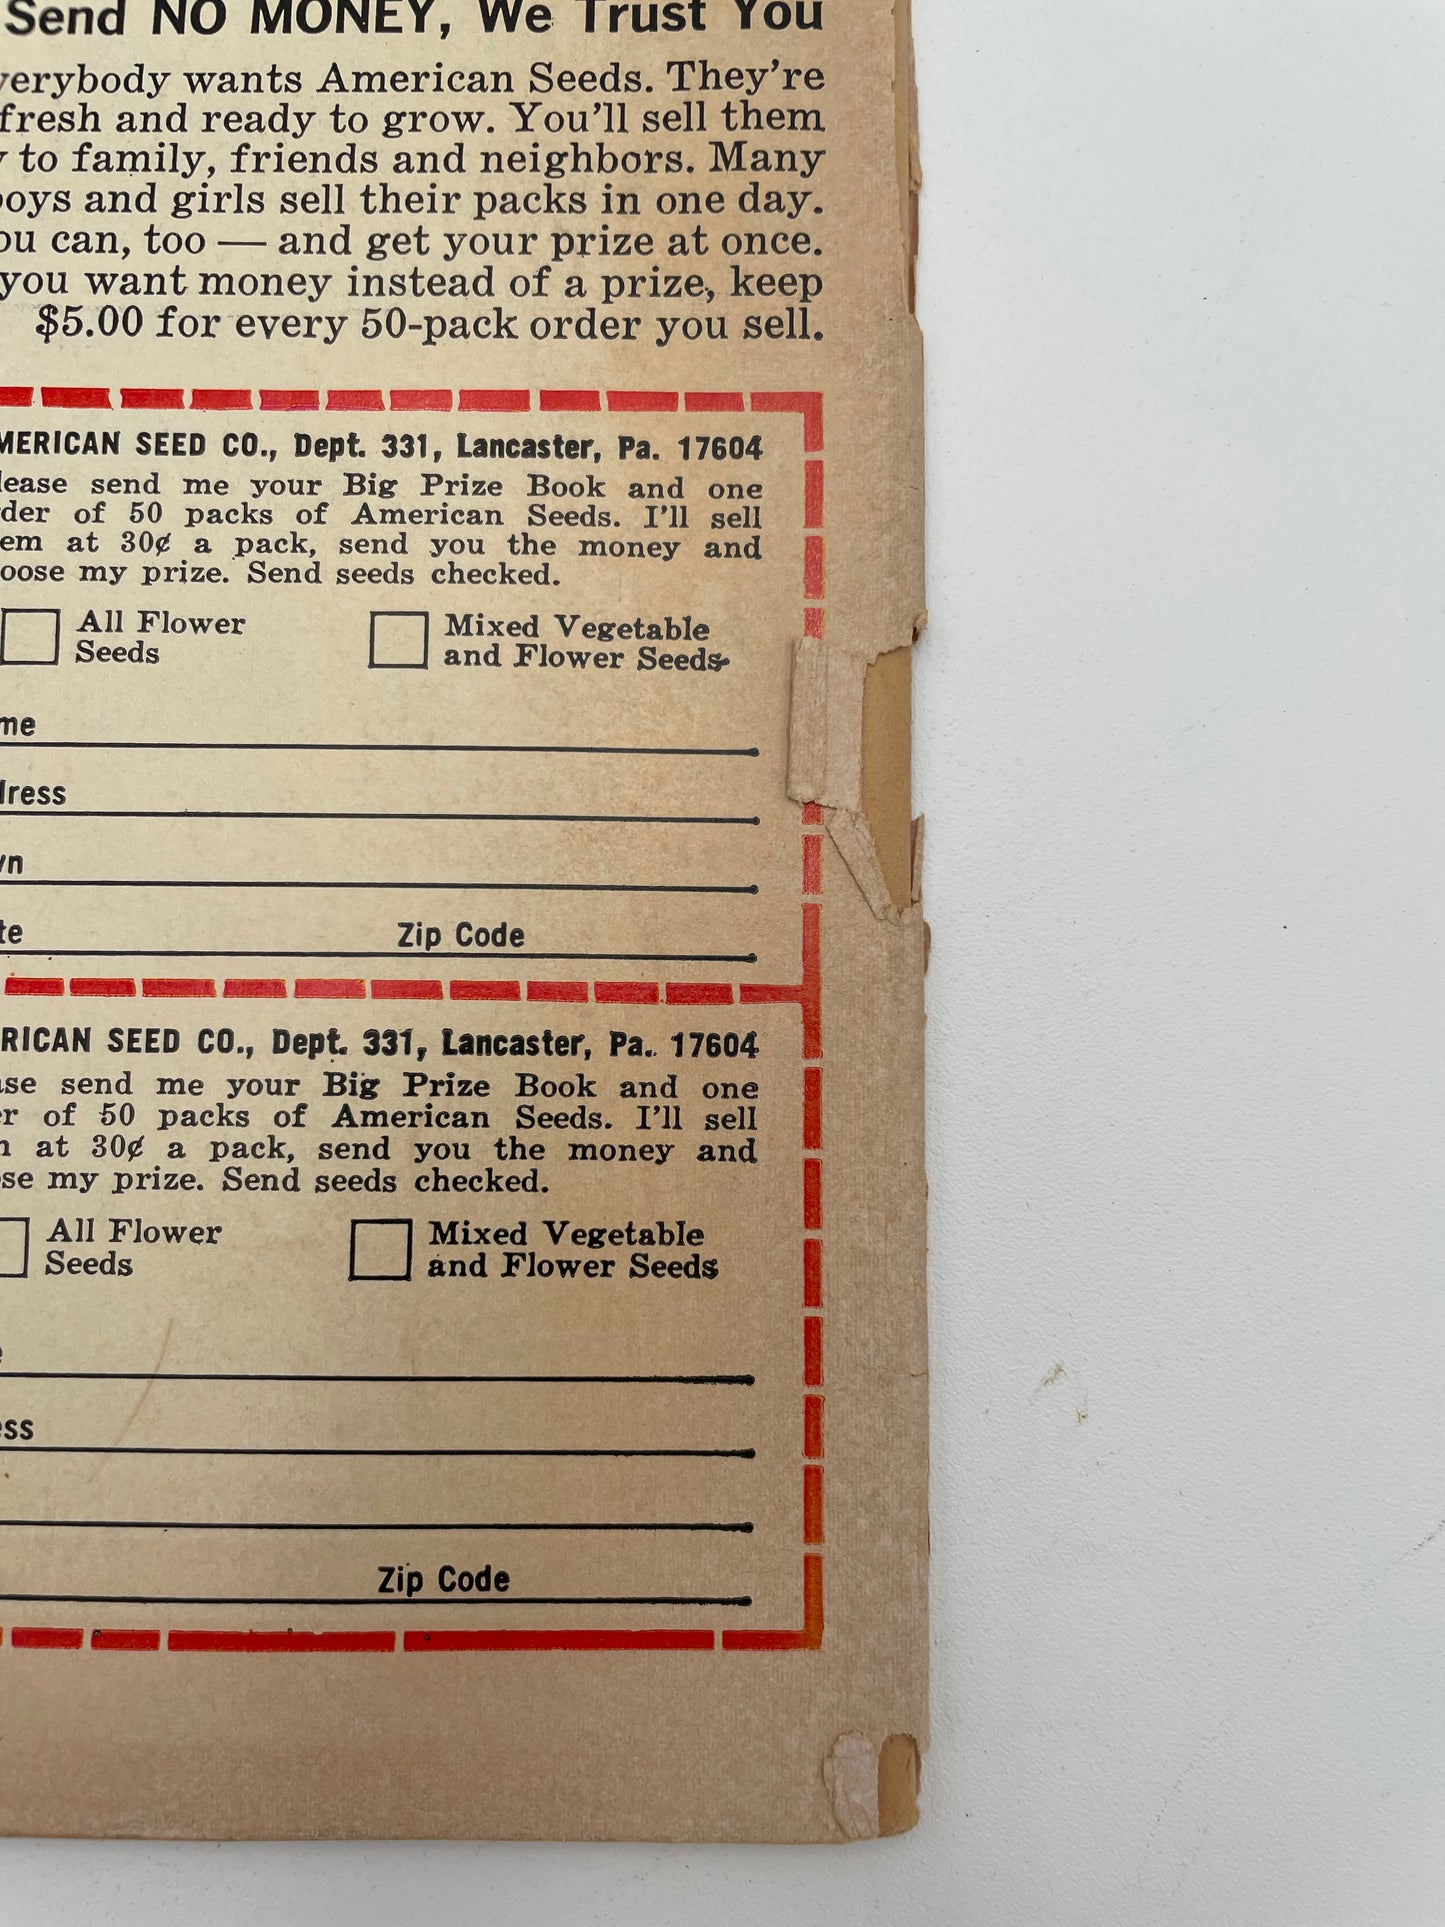 Send NO MONEY, We Trust You
verybody wants American Seeds. They're
fresh and ready to grow. You'll sell them
y to family, friends and neighbors. Many
boys and girls sell their packs in one day.
ou can, too — and get your prize at once.
you want money instead of a prize, keep
$5.00 for every 50-pack order you sell.
MERICAN SEED CO., Dept. 331, Lancaster, Pa. 17604
lease send me your Big Prize Book and one
der of 50 packs of American Seeds. I'll sell
em at 30¢ a pack, send you the money and
oose my prize. Send seeds checked.
All Flower
Seeds
Mixed Vegetable
and Flower Seeds
me
dress
wn
te Zip Code
RICAN SEED CO., Dept. 331, Lancaster, Pa. 17604
ase send me your Big Prize Book and one
er of 50 packs of American Seeds. I'll sell
m at 30¢ a pack, send you the money and
se my prize. Send seeds checked.
All Flower
Seeds
Mixed Vegetable
and Flower Seeds
e
ess
Zip Code